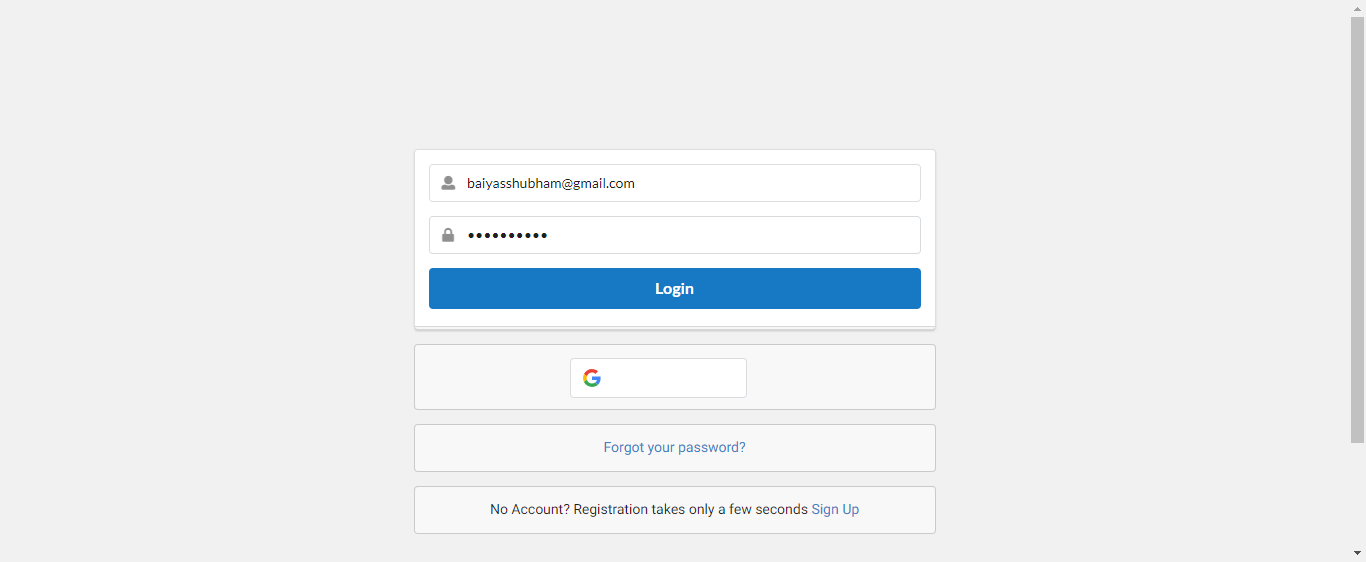 baiyasshubham@gmail.com
••••••••••
Login
Forgot your password?
No Account? Registration takes only a few seconds Sign Up